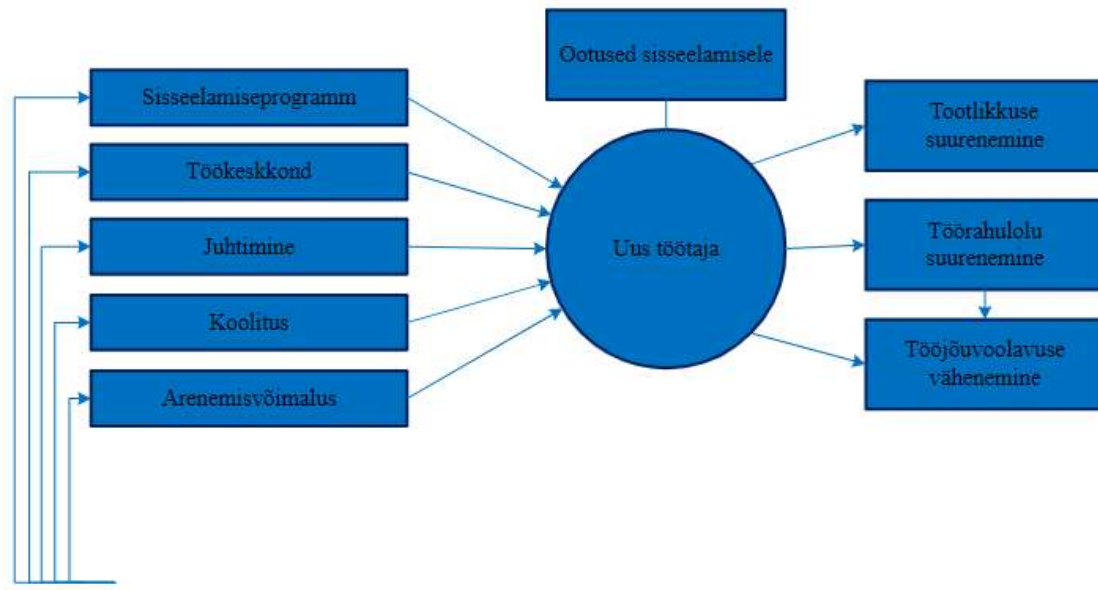 Ootused sisseelamisele
Sisseelamiseprogramm
Töökeskkond
Juhtimine
Koolitus
Arenemisvõimalus
Uus töötaja
Tootlikkuse
suurenemine
Töörahulolu
suurenemine
Tööjõuvoolavuse
vähenemine